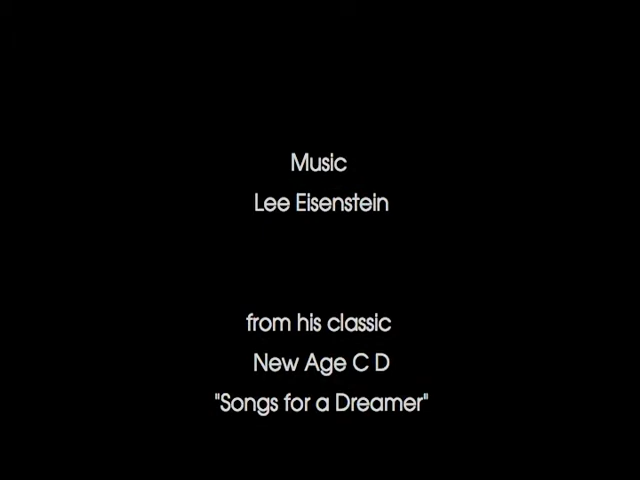 Music
Lee Eisenstein
from his classic
New Age C D
"Songs for a Dreamer"